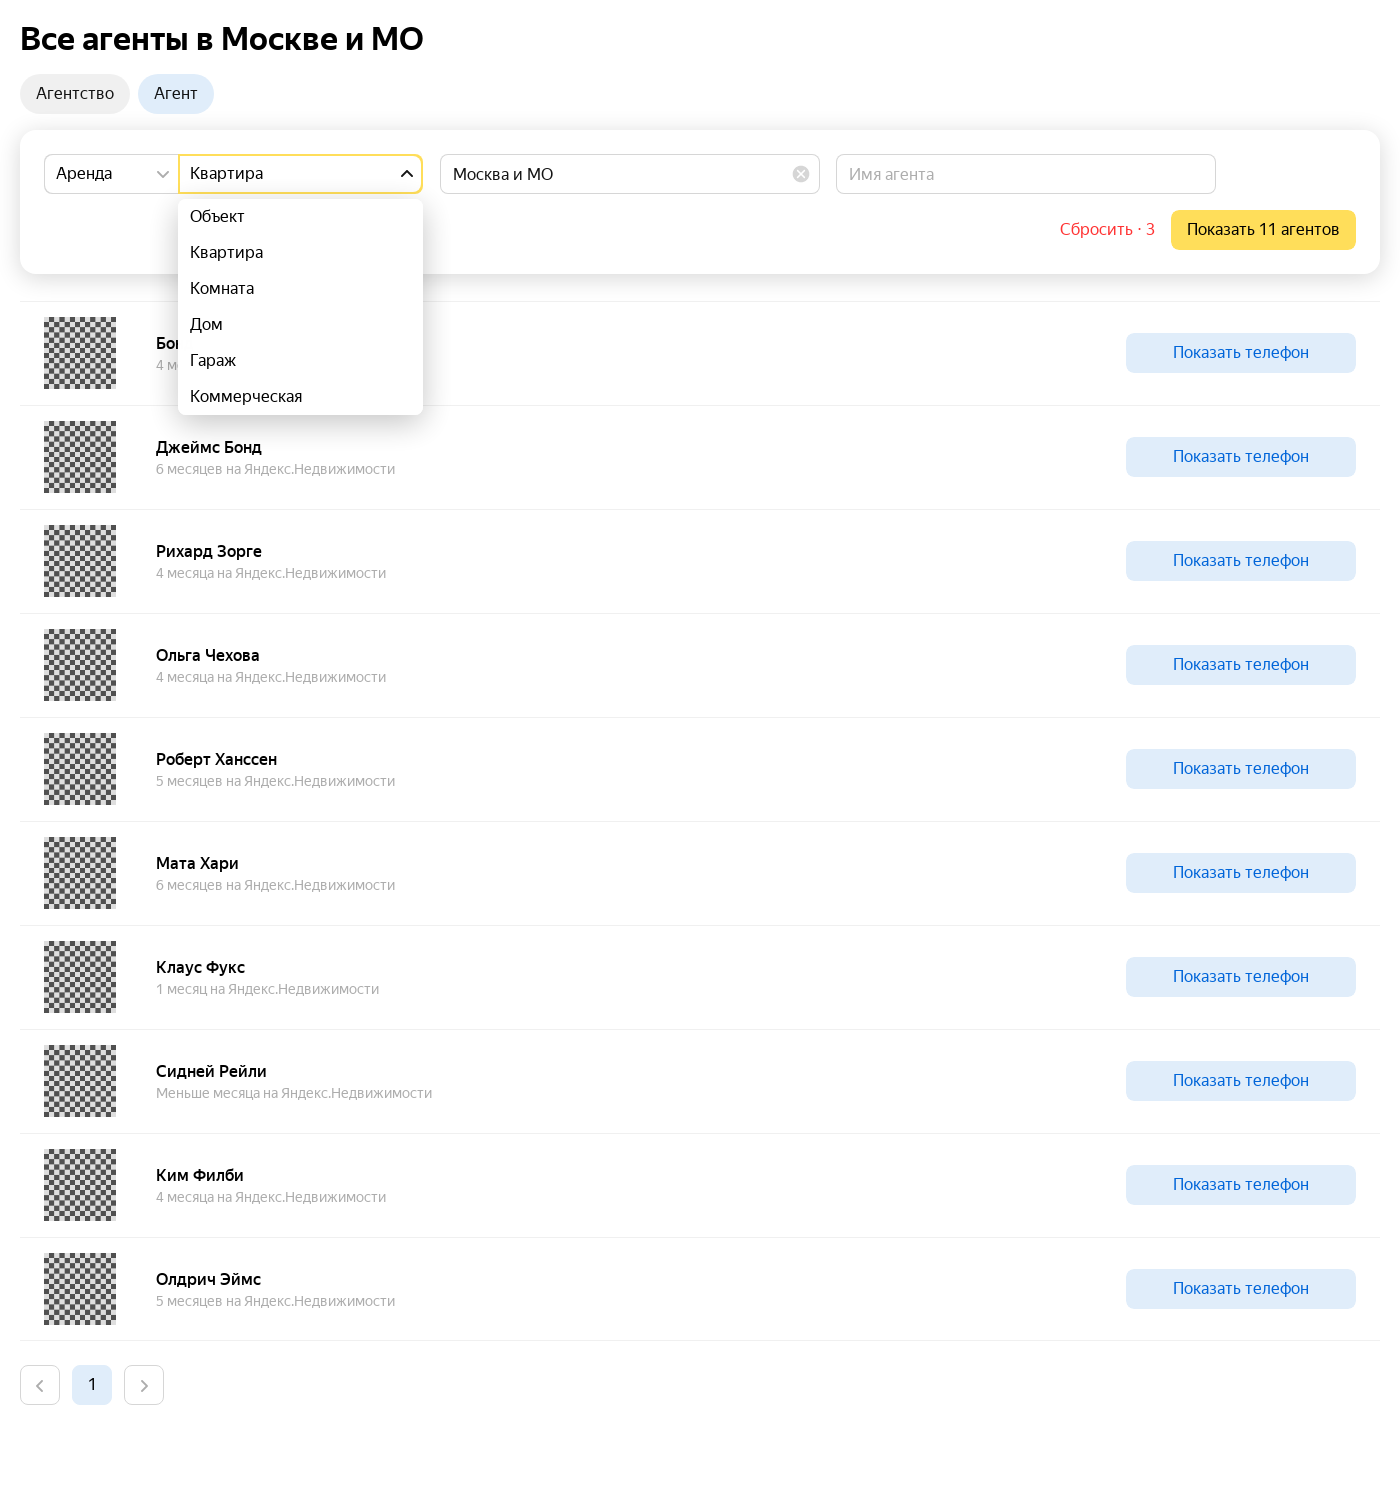 Все агенты в Москве и МО
Агентство Агент
Аренда Квартира Москва и МО Имя агента
Объект
Сбросить · 3 Показать 11 агентов
Квартира
Комната
Дом
Гараж
Коммерческая
Показать телефон
Джеймс Бонд
6 месяцев на Яндекс.Недвижимости
Показать телефон
Рихард Зорге
4 месяца на Яндекс.Недвижимости
Показать телефон
Ольга Чехова
4 месяца на Яндекс.Недвижимости
Показать телефон
Роберт Ханссен
5 месяцев на Яндекс.Недвижимости
Показать телефон
Мата Хари
6 месяцев на Яндекс.Недвижимости
Показать телефон
Клаус Фукс
1 месяц на Яндекс.Недвижимости
Показать телефон
Сидней Рейли
Меньше месяца на Яндекс.Недвижимости
Показать телефон
Ким Филби
4 месяца на Яндекс.Недвижимости
Показать телефон
Олдрич Эймс
5 месяцев на Яндекс.Недвижимости
Показать телефон
1